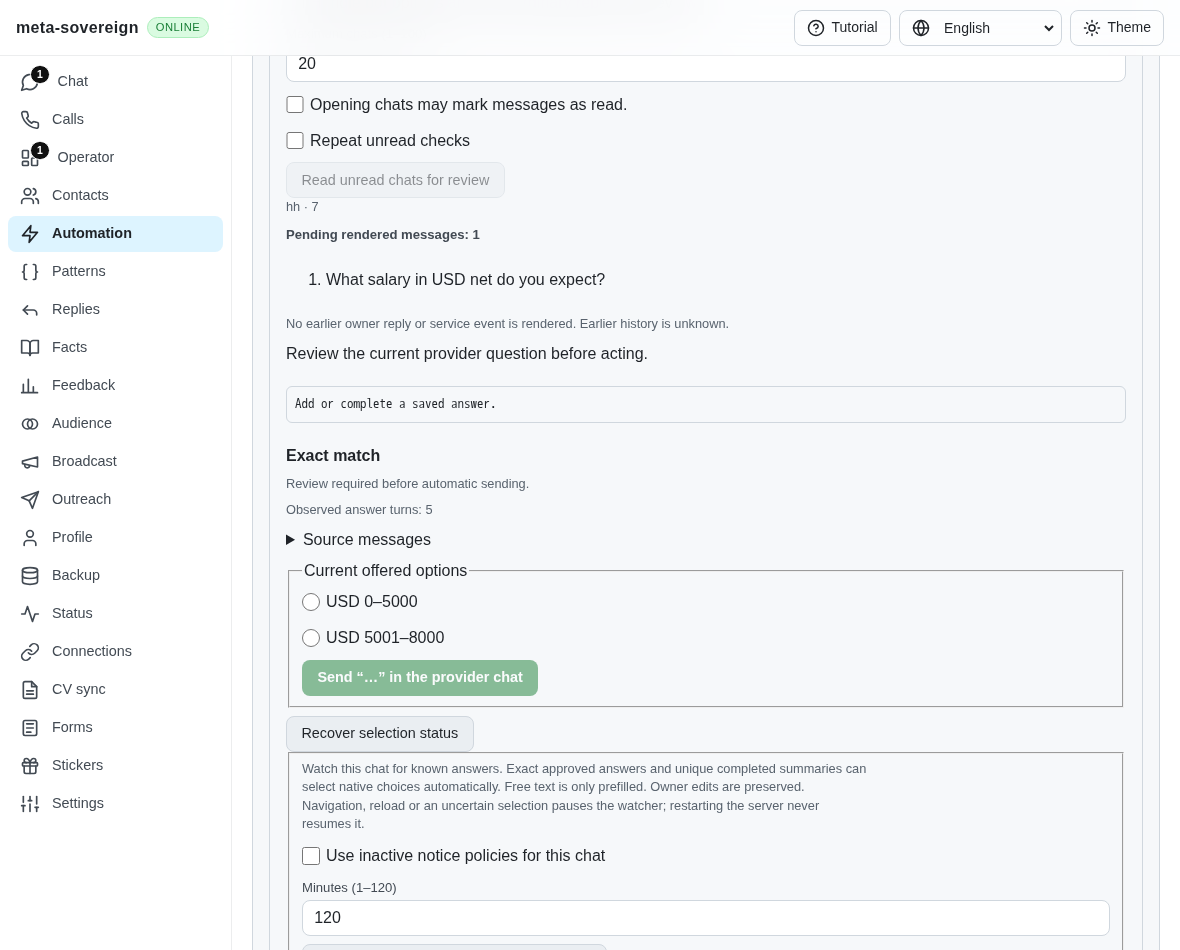 meta-sovereign ONLINE Tutorial English Theme
1 Chat
Calls
1 Operator
Contacts
Automation
Patterns
Replies
Facts
Feedback
Audience
Broadcast
Outreach
Profile
Backup
Status
Connections
CV sync
Forms
Stickers
Settings
20
Opening chats may mark messages as read.
Repeat unread checks
Read unread chats for review
hh · 7
Pending rendered messages: 1
1. What salary in USD net do you expect?
No earlier owner reply or service event is rendered. Earlier history is unknown.
Review the current provider question before acting.
Add or complete a saved answer.
Exact match
Review required before automatic sending.
Observed answer turns: 5
Source messages
Current offered options
USD 0–5000
USD 5001–8000
Send “…” in the provider chat
Recover selection status
Watch this chat for known answers. Exact approved answers and unique completed summaries can
select native choices automatically. Free text is only prefilled. Owner edits are preserved.
Navigation, reload or an uncertain selection pauses the watcher; restarting the server never
resumes it.
Use inactive notice policies for this chat
Minutes (1–120)
120